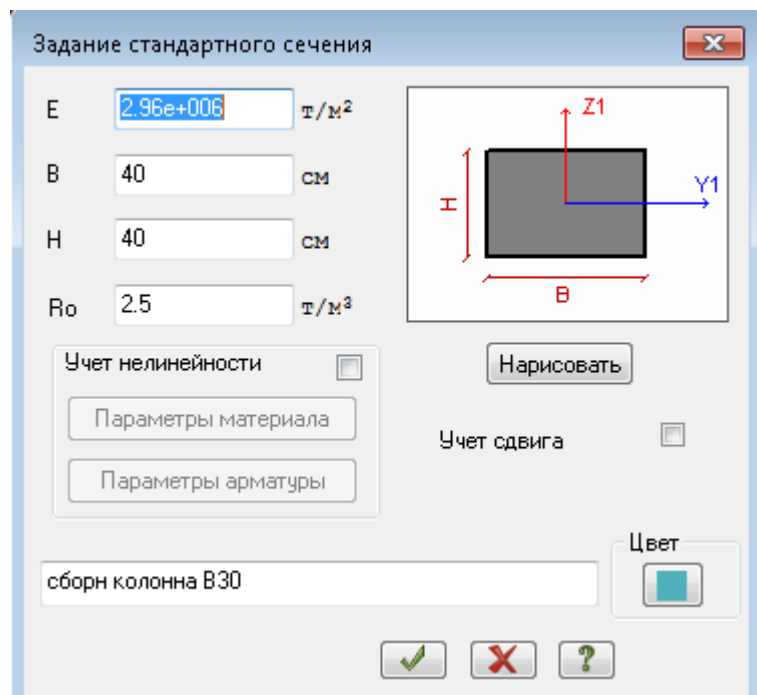 Задание стандартного сечения
E 2.96e+006 т/м²
B 40 см
H 40 см
Ro 2.5 т/м³
Z1
Y1
H
B
Учет нелинейности
Параметры материала
Параметры арматуры
Нарисовать
Учет сдвига
Цвет
сборн колонна В30
?